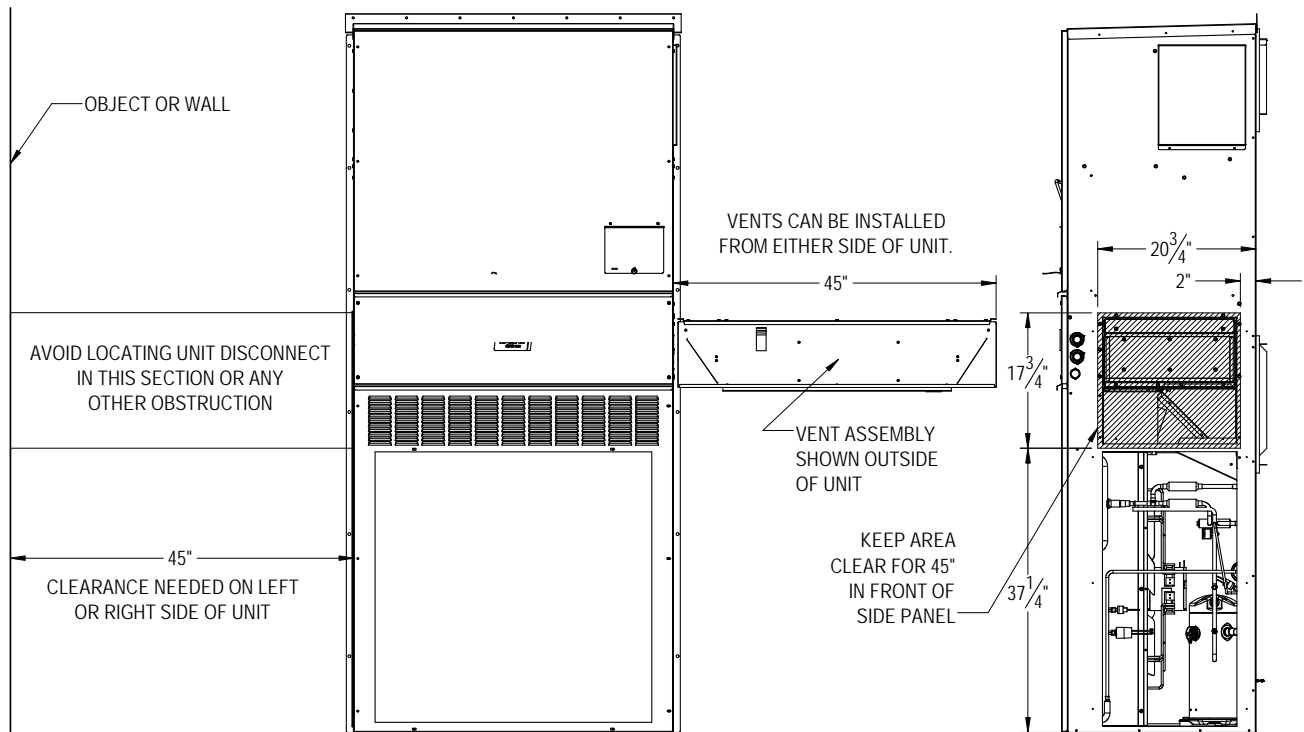 OBJECT OR WALL
VENTS CAN BE INSTALLED
FROM EITHER SIDE OF UNIT.
45"
20 3/4"
2"
AVOID LOCATING UNIT DISCONNECT
IN THIS SECTION OR ANY
OTHER OBSTRUCTION
17 3/4"
VENT ASSEMBLY
SHOWN OUTSIDE
OF UNIT
45"
CLEARANCE NEEDED ON LEFT
OR RIGHT SIDE OF UNIT
KEEP AREA
CLEAR FOR 45"
IN FRONT OF
SIDE PANEL
37 1/4"